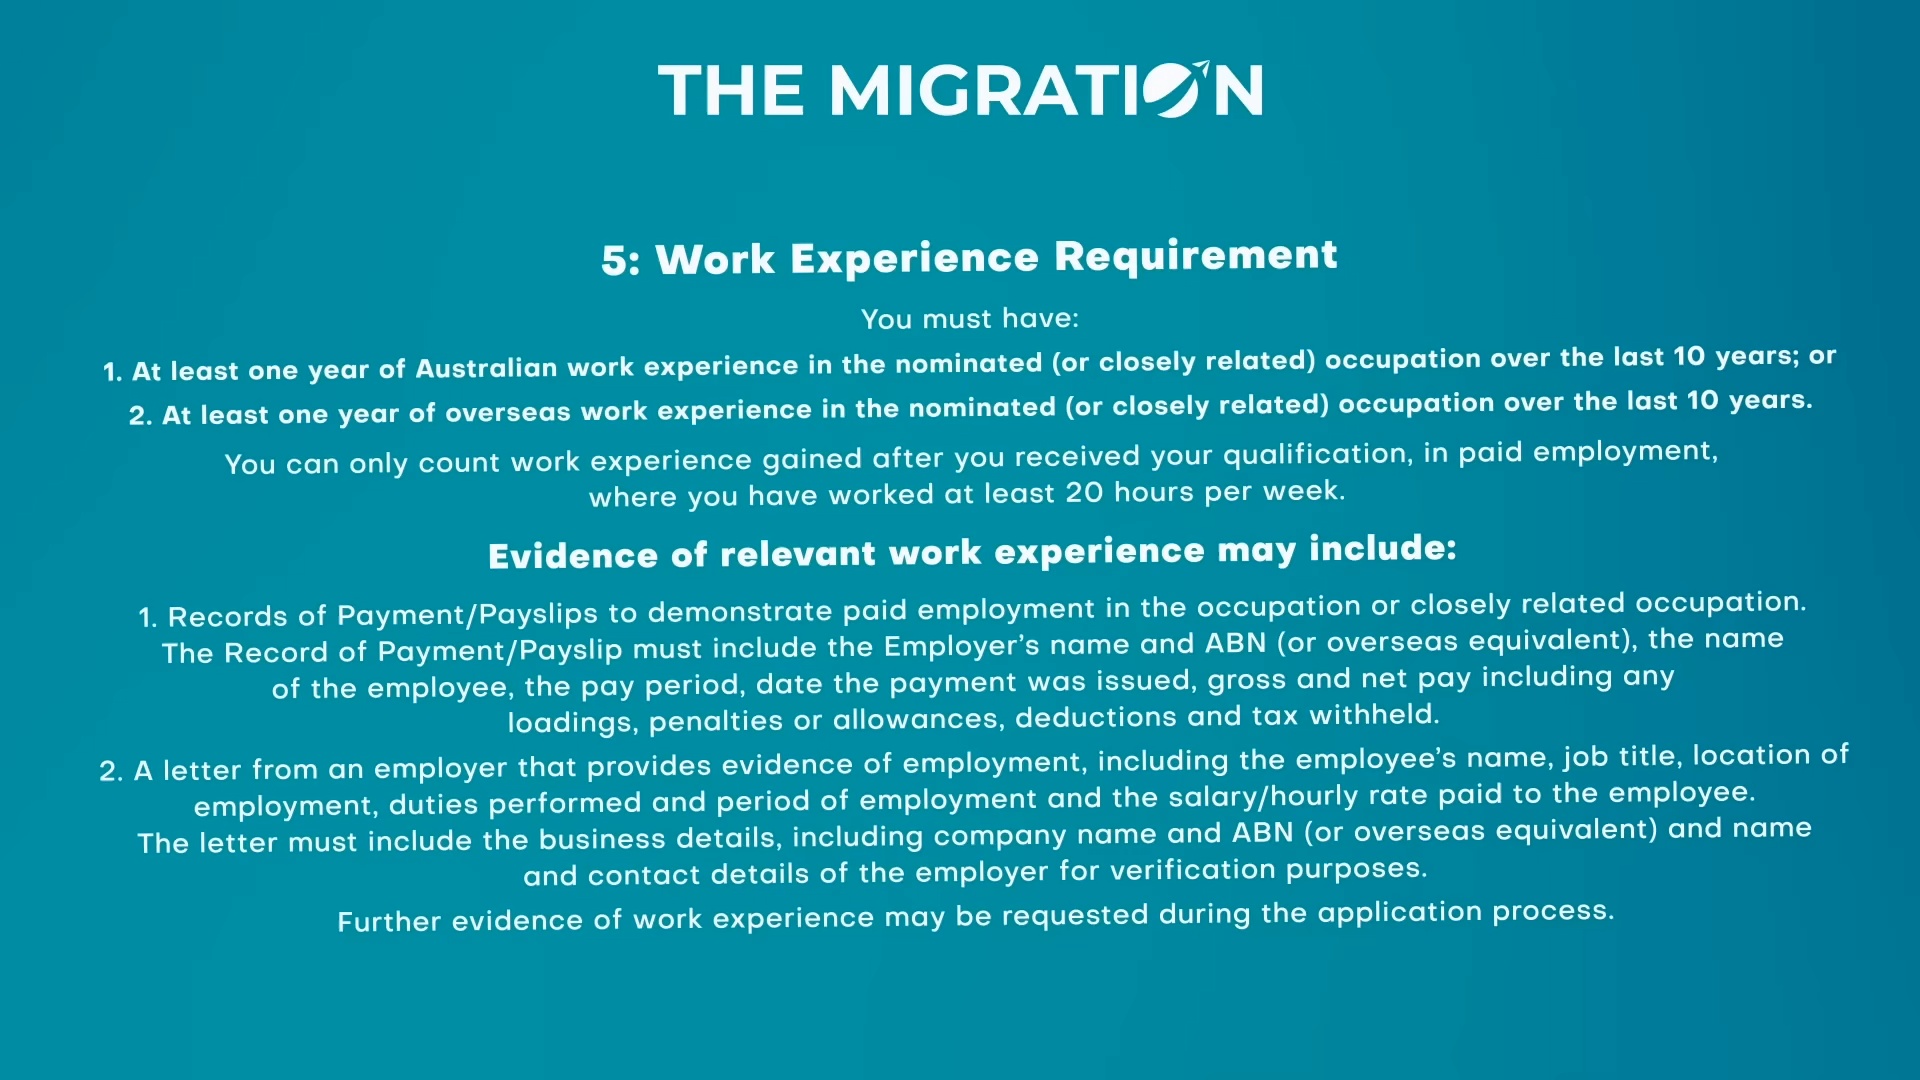 THE MIGRATION
5: Work Experience Requirement
You must have:
1. At least one year of Australian work experience in the nominated (or closely related) occupation over the last 10 years; or
2. At least one year of overseas work experience in the nominated (or closely related) occupation over the last 10 years.
You can only count work experience gained after you received your qualification, in paid employment,
where you have worked at least 20 hours per week.
Evidence of relevant work experience may include:
1. Records of Payment/Payslips to demonstrate paid employment in the occupation or closely related occupation.
The Record of Payment/Payslip must include the Employer’s name and ABN (or overseas equivalent), the name
of the employee, the pay period, date the payment was issued, gross and net pay including any
loadings, penalties or allowances, deductions and tax withheld.
2. A letter from an employer that provides evidence of employment, including the employee’s name, job title, location of
employment, duties performed and period of employment and the salary/hourly rate paid to the employee.
The letter must include the business details, including company name and ABN (or overseas equivalent) and name
and contact details of the employer for verification purposes.
Further evidence of work experience may be requested during the application process.